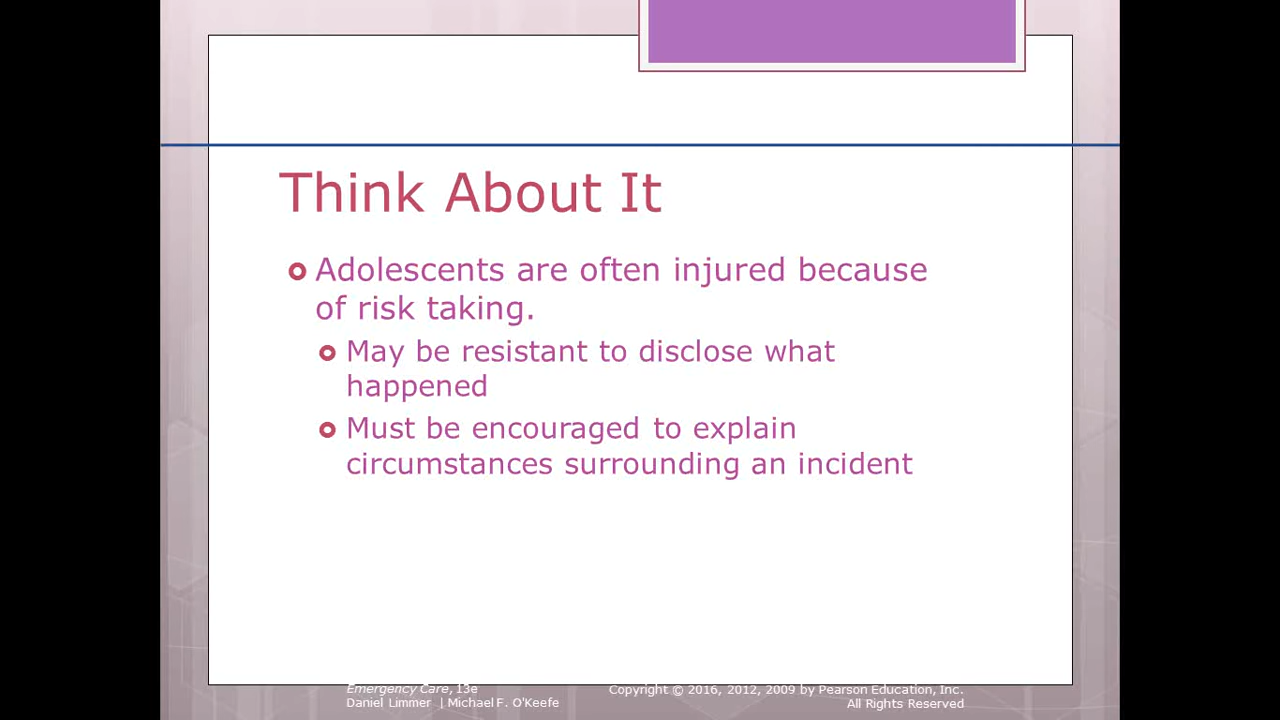 Think About It
Adolescents are often injured because
of risk taking.
May be resistant to disclose what
happened
Must be encouraged to explain
circumstances surrounding an incident
Emergency Care, 13e
Daniel Limmer | Michael F. O'Keefe
Copyright © 2016, 2012, 2009 by Pearson Education, Inc.
All Rights Reserved